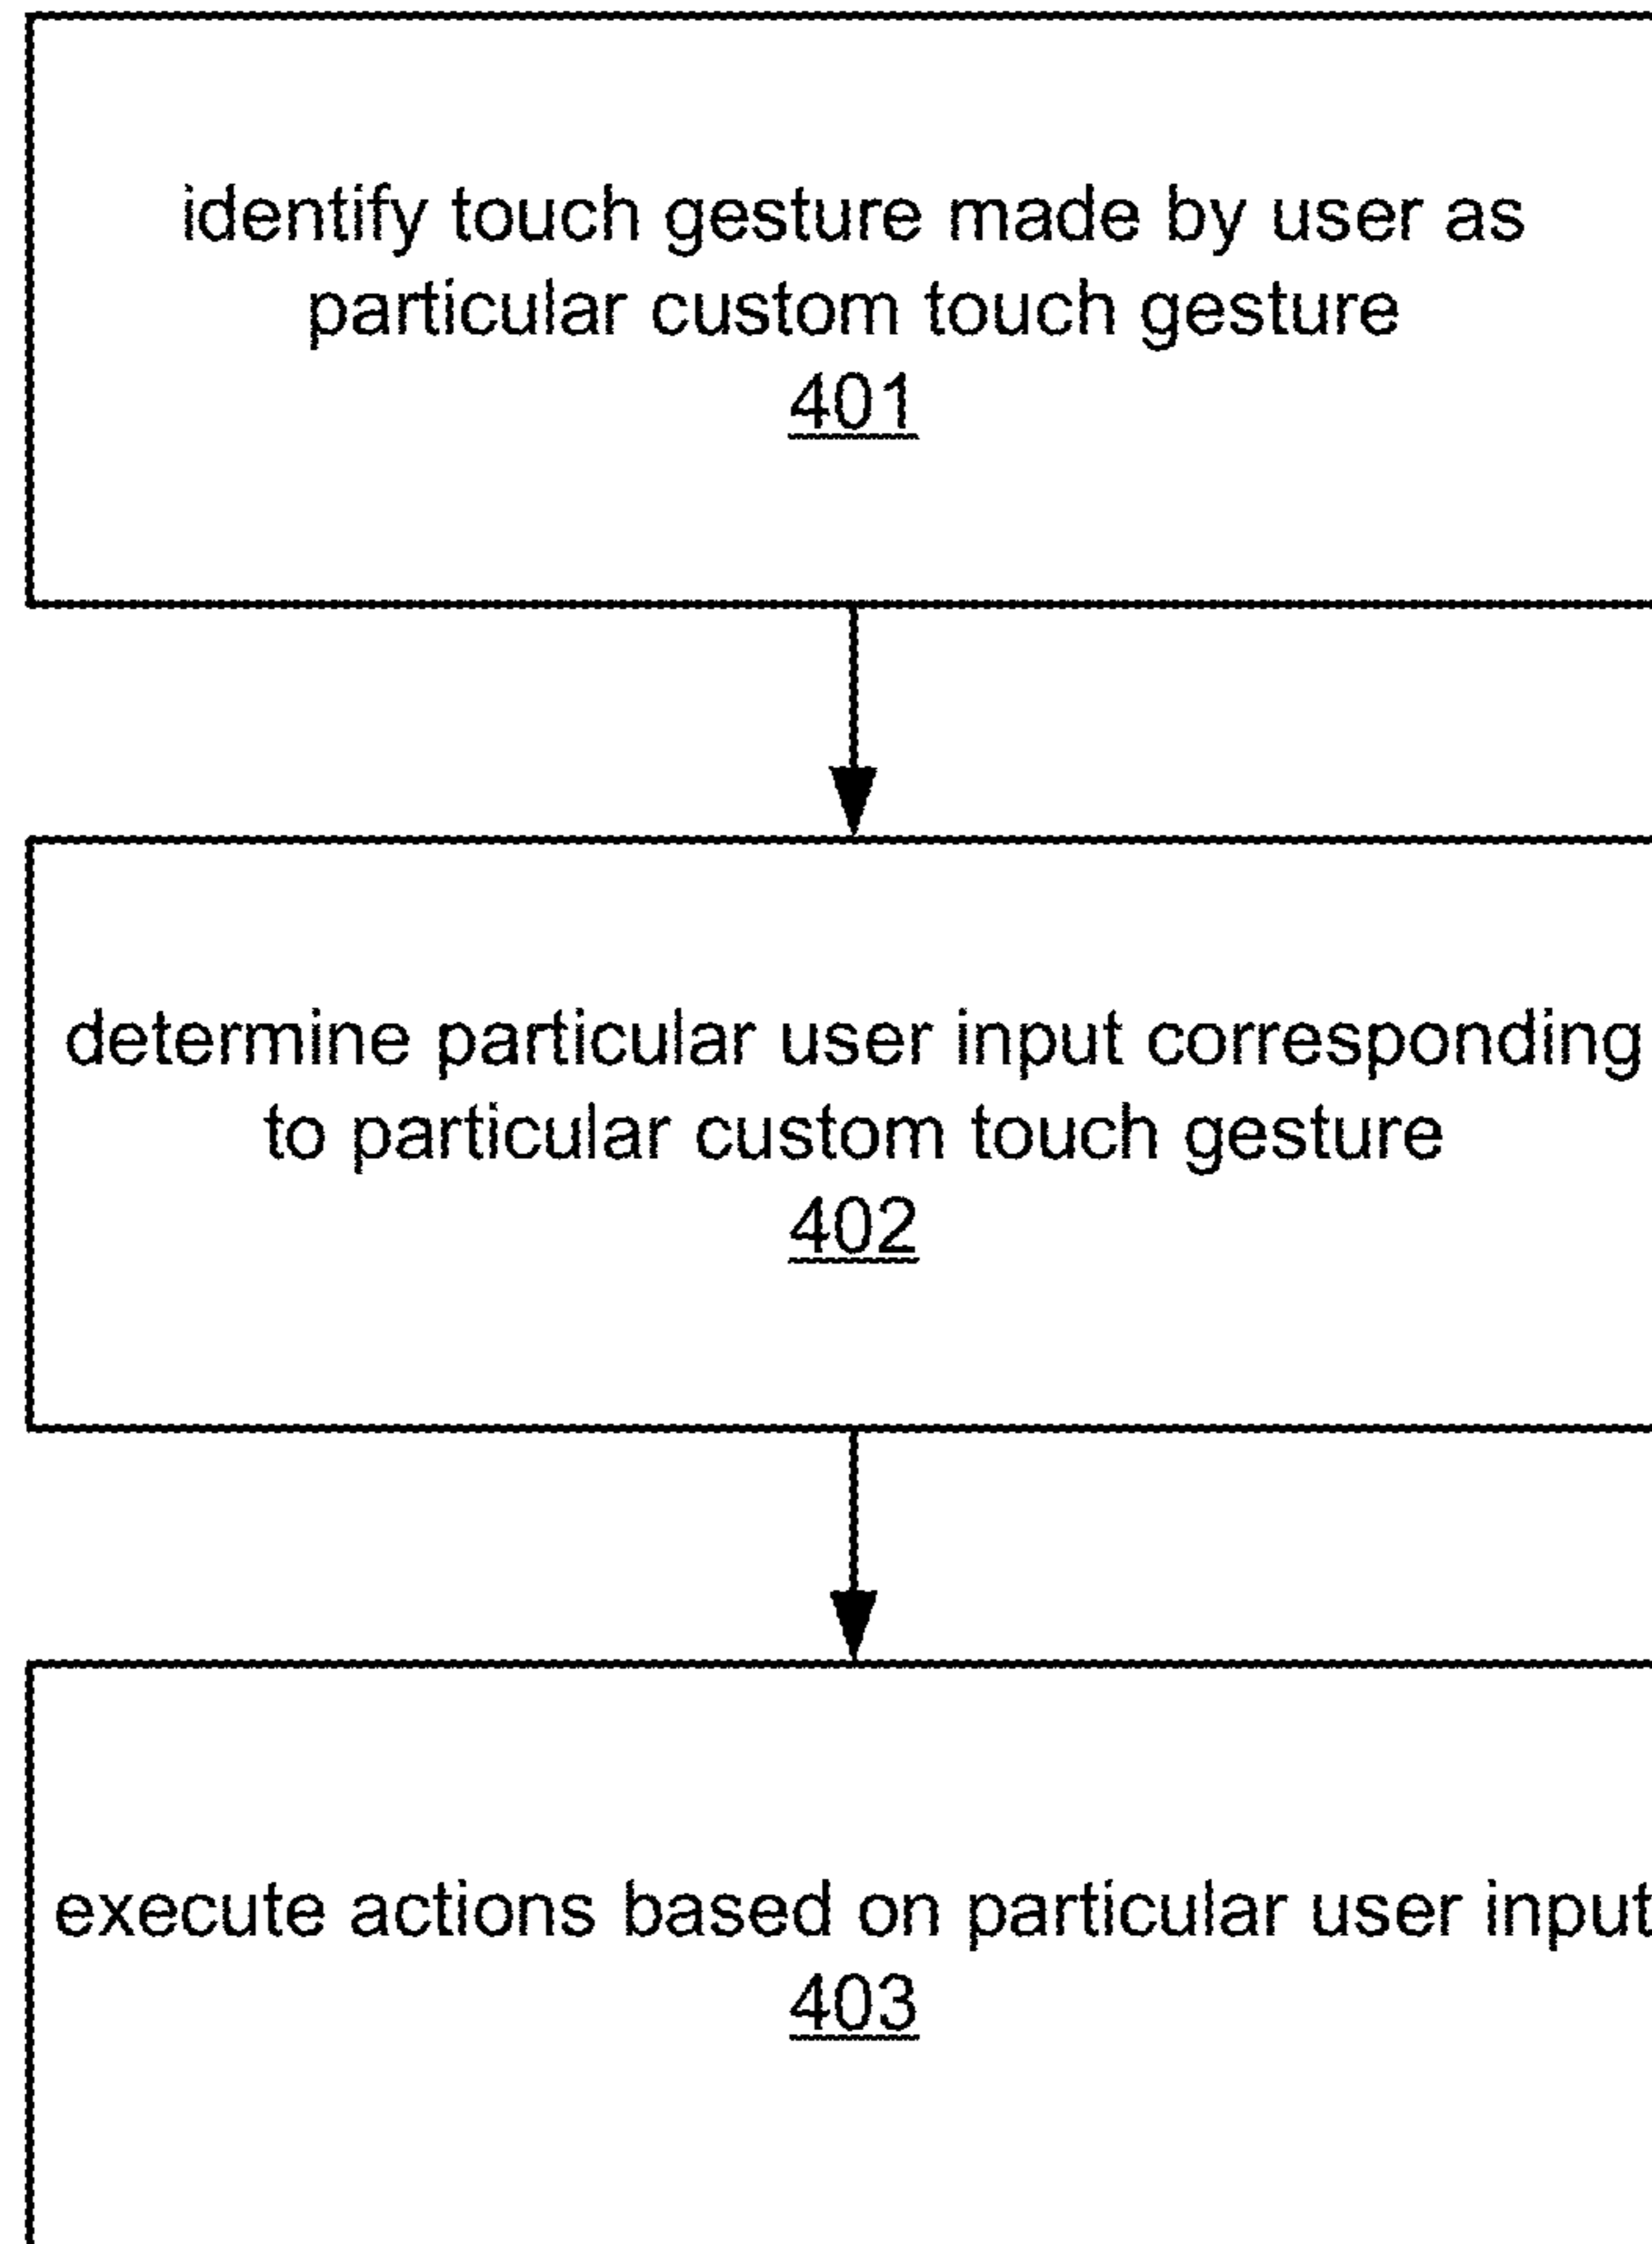 identify touch gesture made by user as
particular custom touch gesture
401
determine particular user input corresponding
to particular custom touch gesture
402
execute actions based on particular user input
403